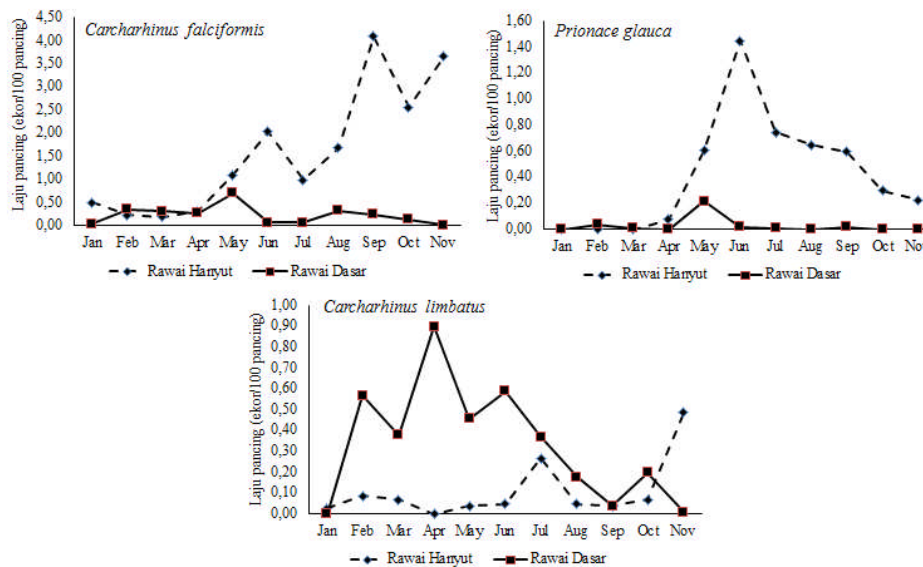 Carcharhinus falciformis
Laju pancing (ekor/100 pancing)
4,50
4,00
3,50
3,00
2,50
2,00
1,50
1,00
0,50
0,00
Jan Feb Mar Apr May Jun Jul Aug Sep Oct Nov
Rawai Hanyut Rawai Dasar
Prionace glauca
Laju pancing (ekor/100 pancing)
1,60
1,40
1,20
1,00
0,80
0,60
0,40
0,20
0,00
Jan Feb Mar Apr May Jun Jul Aug Sep Oct Nov
Rawai Hanyut Rawai Dasar
Carcharhinus limbatus
Laju pancing (ekor/100 pancing)
1,00
0,90
0,80
0,70
0,60
0,50
0,40
0,30
0,20
0,10
0,00
Jan Feb Mar Apr May Jun Jul Aug Sep Oct Nov
Rawai Hanyut Rawai Dasar